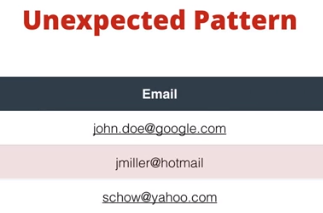 Unexpected Pattern
Email
john.doe@google.com
jmiller@hotmail
schow@yahoo.com